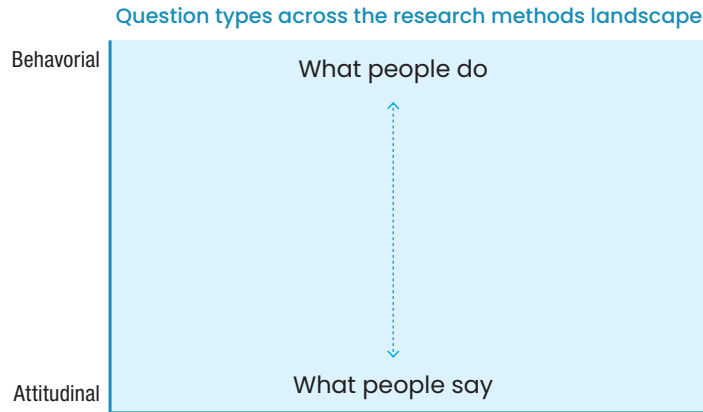 Question types across the research methods landscape
Behavorial
What people do
What people say
Attitudinal